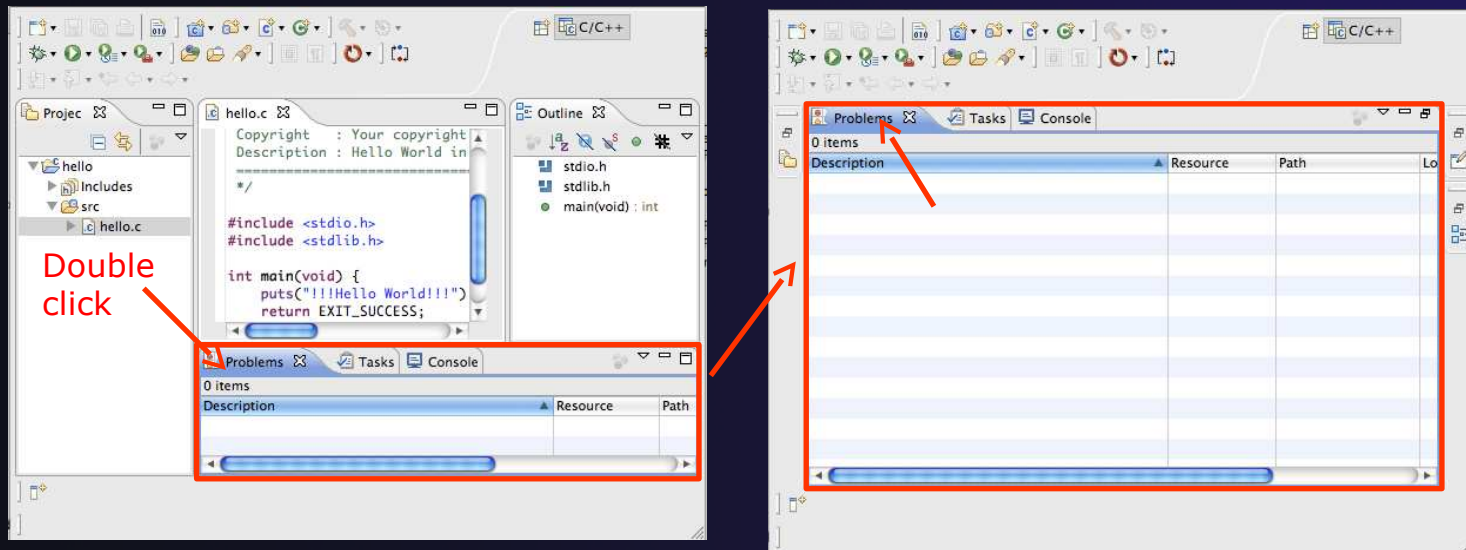 C/C++
Projec
hello
Includes
src
hello.c
Double
click
hello.c
Copyright : Your copyright
Description : Hello World in
*/
#include <stdio.h>
#include <stdlib.h>
int main(void) {
puts("!!!Hello World!!!")
return EXIT_SUCCESS;
Outline
stdio.h
stdlib.h
main(void) : int
Problems Tasks Console
0 items
Description Resource Path
C/C++
Problems Tasks Console
0 items
Description Resource Path Lo